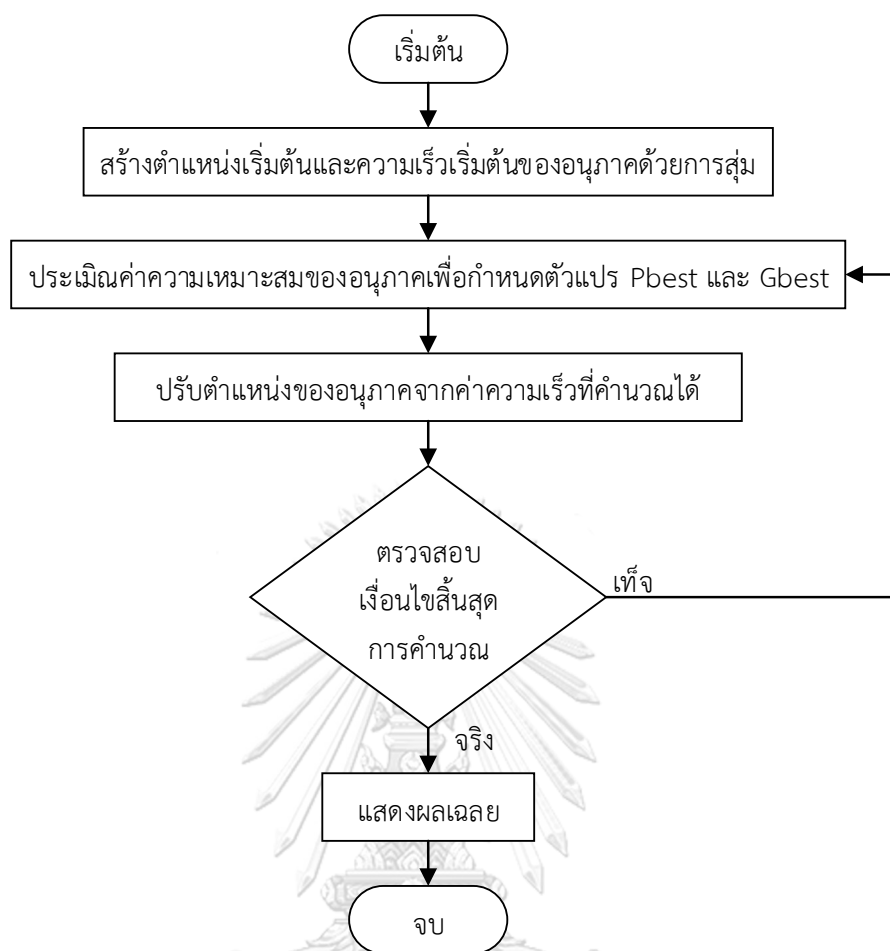 เริ่มต้น
สร้างตำแหน่งเริ่มต้นและความเร็วเริ่มต้นของอนุภาคด้วยการสุ่ม
ประเมิณค่าความเหมาะสมของอนุภาคเพื่อกำหนดตัวแปร Pbest และ Gbest
ปรับตำแหน่งของอนุภาคจากค่าความเร็วที่คำนวณได้
ตรวจสอบ
เงื่อนไขสิ้นสุด
การคำนวณ
เท็จ
จริง
แสดงผลเฉลย
จบ